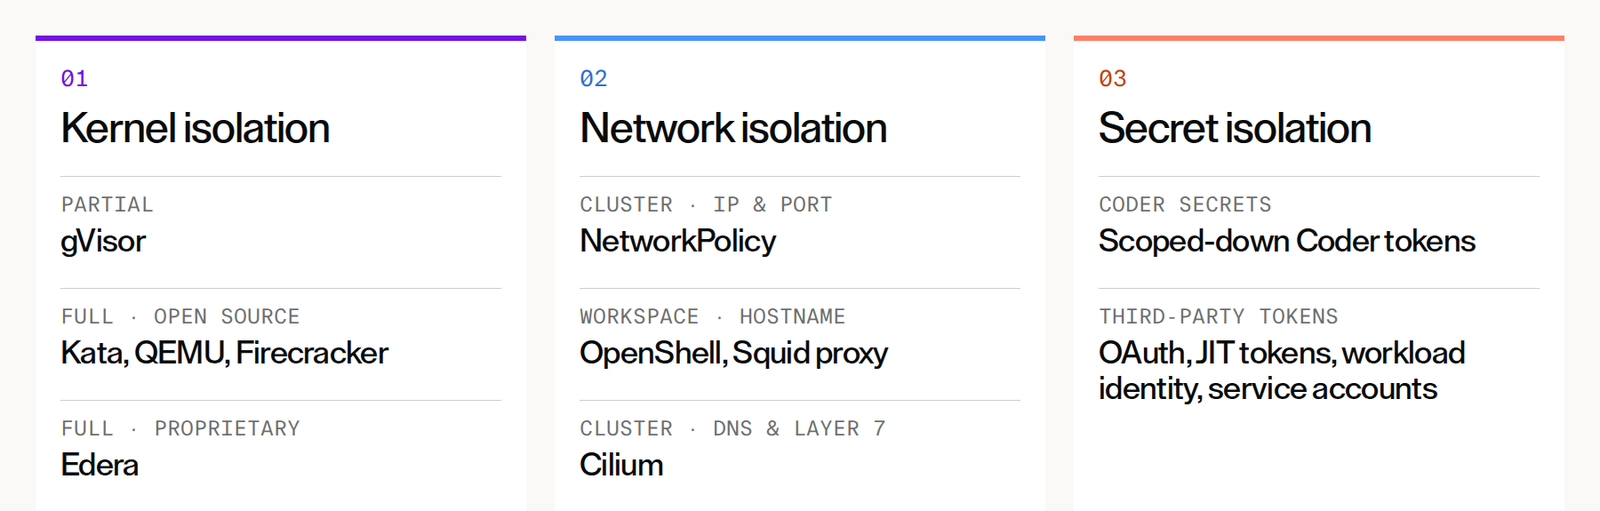 01
Kernel isolation
PARTIAL
gVisor
FULL · OPEN SOURCE
Kata, QEMU, Firecracker
FULL · PROPRIETARY
Edera
02
Network isolation
CLUSTER · IP & PORT
NetworkPolicy
WORKSPACE · HOSTNAME
OpenShell, Squid proxy
CLUSTER · DNS & LAYER 7
Cilium
03
Secret isolation
CODER SECRETS
Scoped-down Coder tokens
THIRD-PARTY TOKENS
OAuth, JIT tokens, workload
identity, service accounts